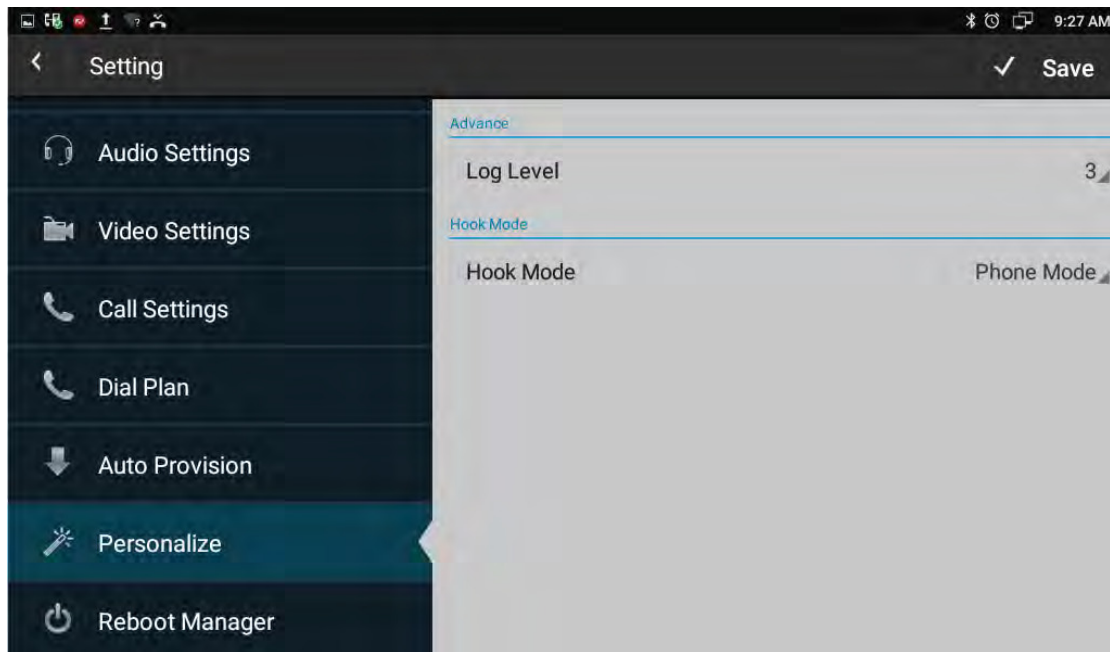 9:27 AM
Setting
Save
Audio Settings
Video Settings
Call Settings
Dial Plan
Auto Provision
Personalize
Reboot Manager
Advance
Log Level 3
Hook Mode
Hook Mode Phone Mode